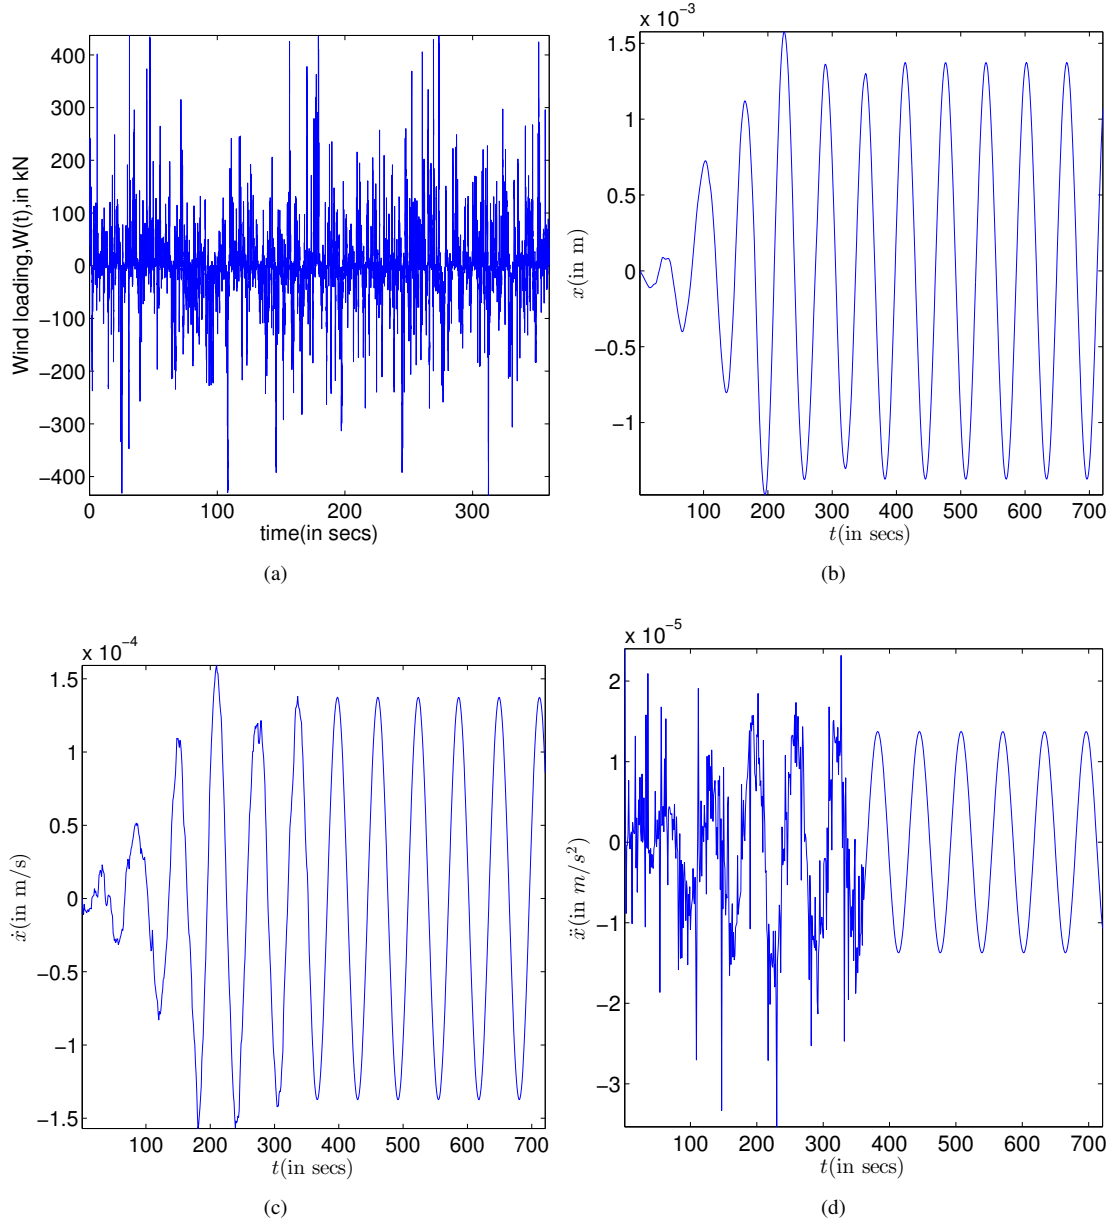 400
300
200
100
0
−100
−200
−300
−400
Wind loading,W(t),in kN
0 100 200 300
time(in secs)
(a)
x 10−3
1.5
1
0.5
0
−0.5
−1
x(in m)
100 200 300 400 500 600 700
t(in secs)
(b)
x 10−4
1.5
1
0.5
0
−0.5
−1
−1.5
ẋ(in m/s)
100 200 300 400 500 600 700
t(in secs)
(c)
x 10−5
2
1
0
−1
−2
−3
ẍ(in m/s2)
100 200 300 400 500 600 700
t(in secs)
(d)